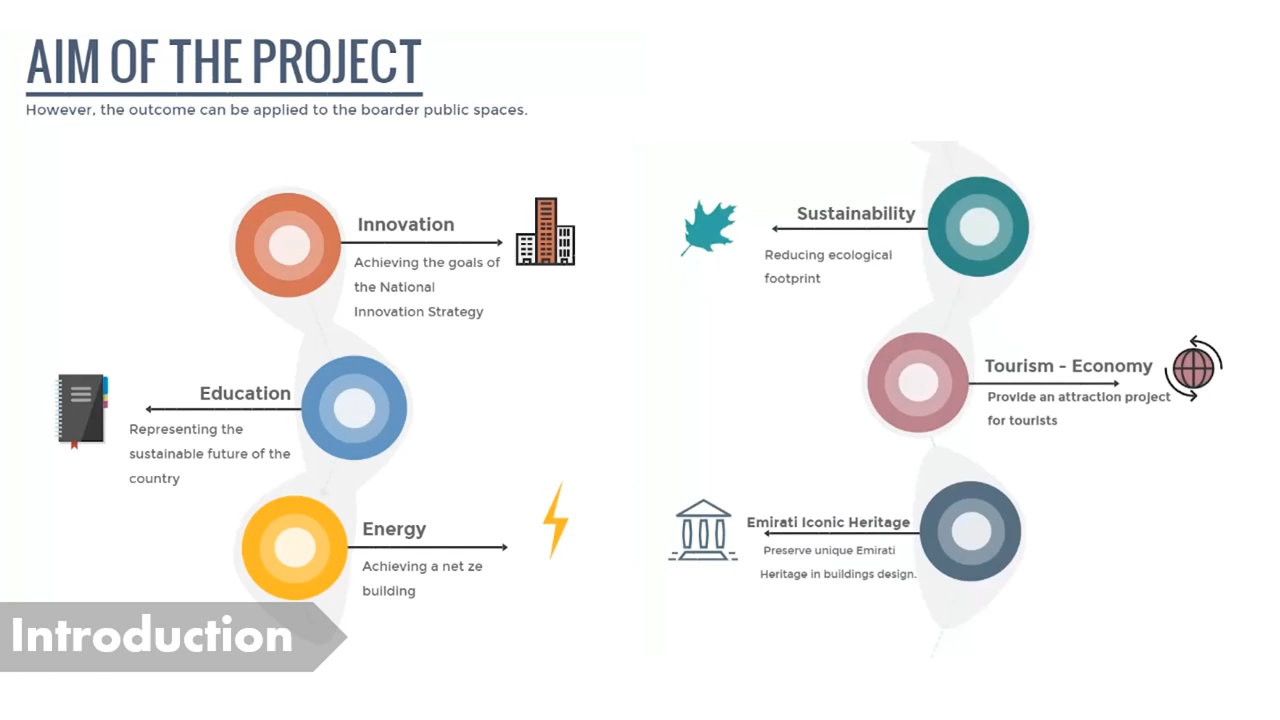 AIM OF THE PROJECT
However, the outcome can be applied to the boarder public spaces.
Innovation
Achieving the goals of
the National
Innovation Strategy
Education
Representing the
sustainable future of the
country
Energy
Achieving a net ze
building
Sustainability
Reducing ecological
footprint
Tourism - Economy
Provide an attraction project
for tourists
Emirati Iconic Heritage
Preserve unique Emirati
Heritage in buildings design.
Introduction